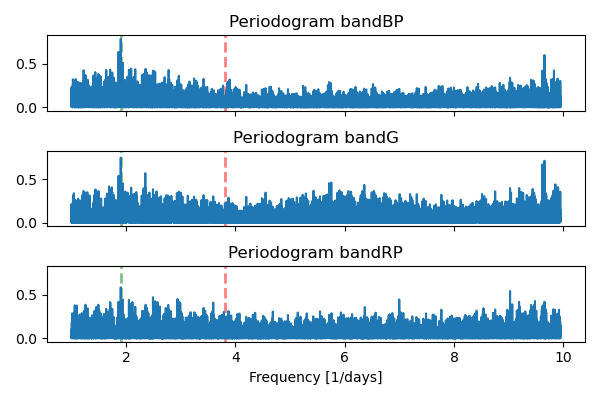 Periodogram bandBP
0.5
0.0
Periodogram bandG
0.5
0.0
Periodogram bandRP
0.5
0.0
2 4 6 8 10
Frequency [1/days]